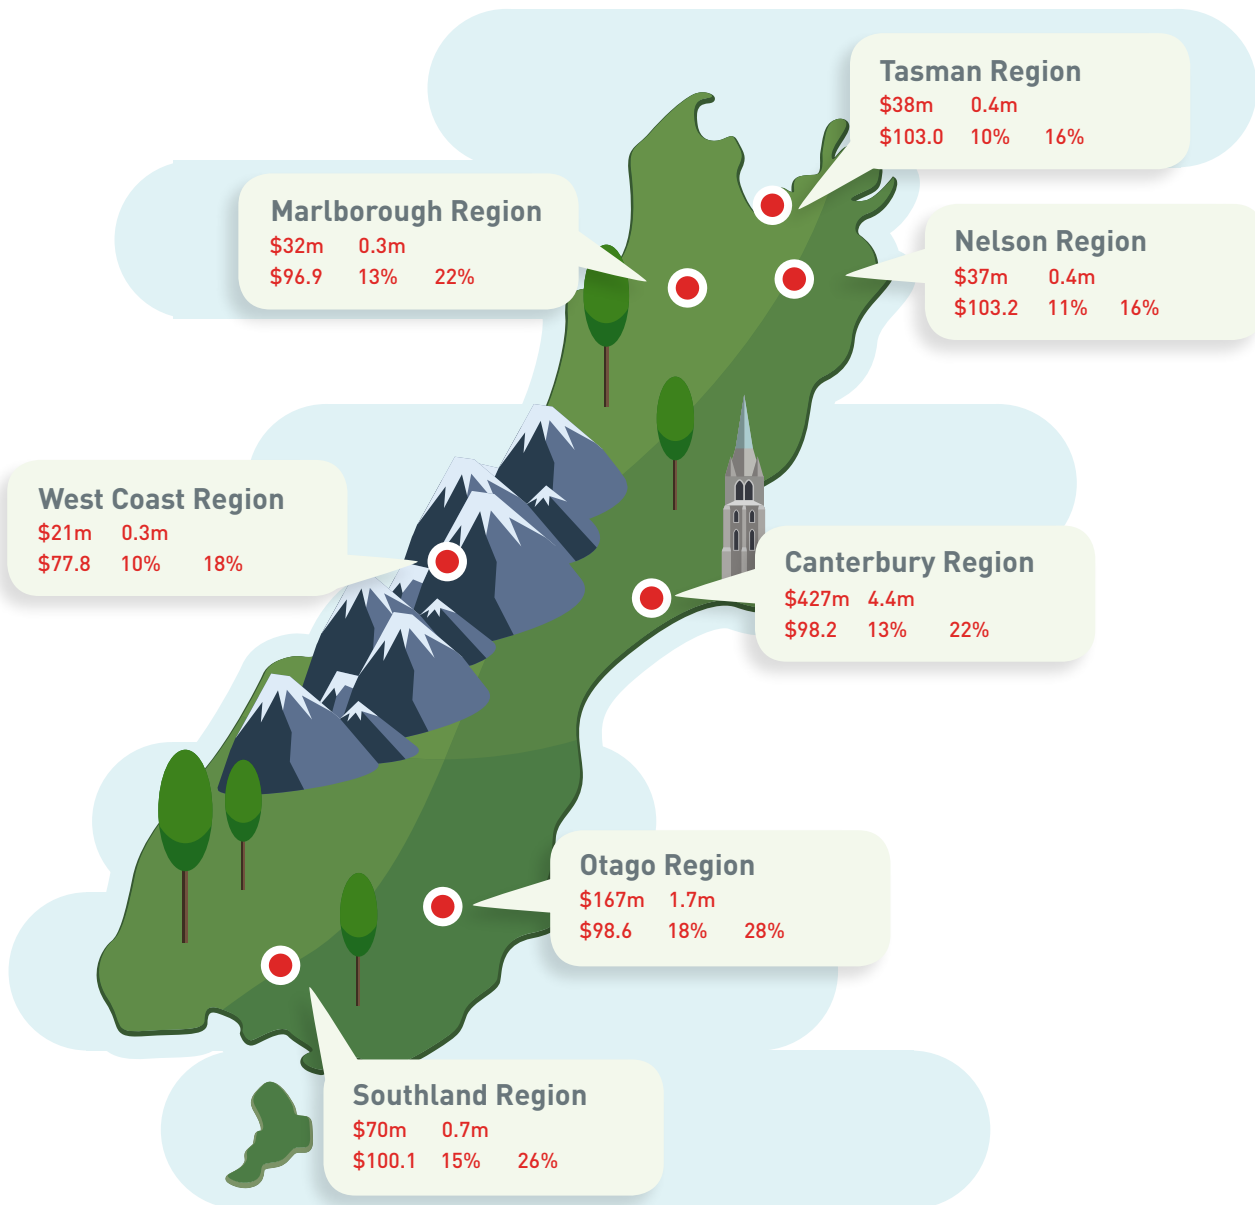 Tasman Region
$38m 0.4m
$103.0 10% 16%
Marlborough Region
$32m 0.3m
$96.9 13% 22%
Nelson Region
$37m 0.4m
$103.2 11% 16%
West Coast Region
$21m 0.3m
$77.8 10% 18%
Canterbury Region
$427m 4.4m
$98.2 13% 22%
Otago Region
$167m 1.7m
$98.6 18% 28%
Southland Region
$70m 0.7m
$100.1 15% 26%